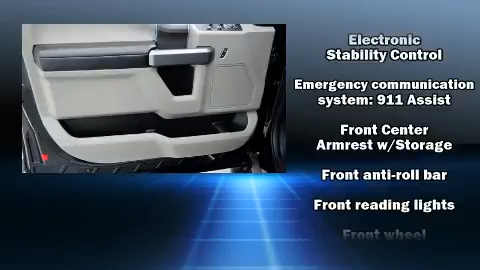 Electronic
Stability Control
Emergency communication
system: 911 Assist
Front Center
Armrest w/Storage
Front anti-roll bar
Front reading lights
Front wheel